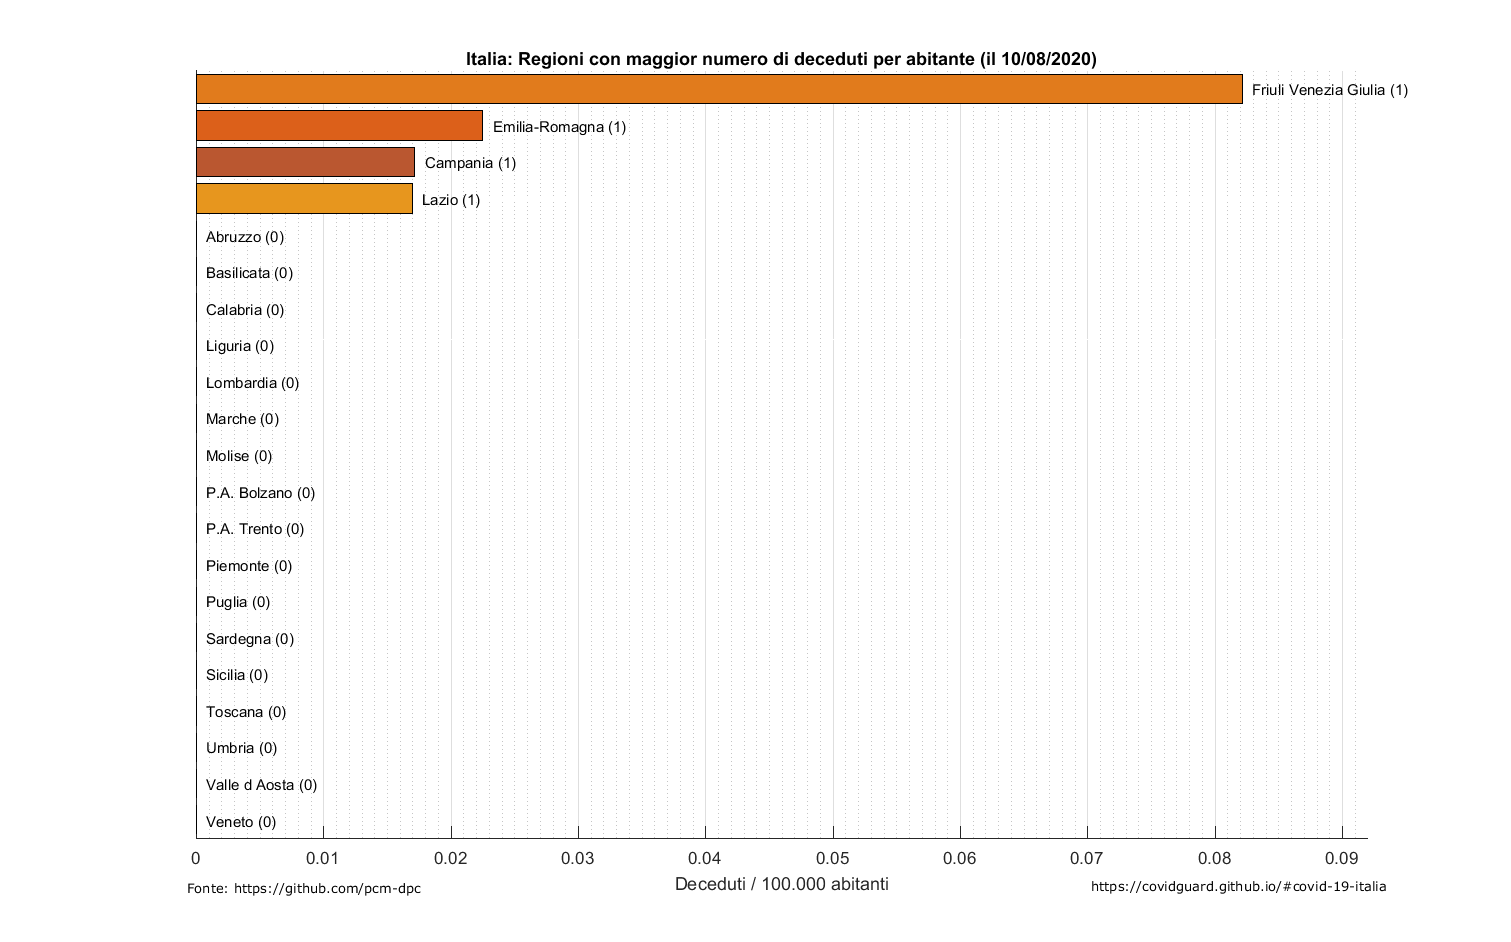 Italia: Regioni con maggior numero di deceduti per abitante (il 10/08/2020)
Friuli Venezia Giulia (1)
Emilia-Romagna (1)
Campania (1)
Lazio (1)
Abruzzo (0)
Basilicata (0)
Calabria (0)
Liguria (0)
Lombardia (0)
Marche (0)
Molise (0)
P.A. Bolzano (0)
P.A. Trento (0)
Piemonte (0)
Puglia (0)
Sardegna (0)
Sicilia (0)
Toscana (0)
Umbria (0)
Valle d Aosta (0)
Veneto (0)
0 0.01 0.02 0.03 0.04 0.05 0.06 0.07 0.08 0.09
Deceduti / 100.000 abitanti
Fonte: https://github.com/pcm-dpc
https://covidguard.github.io/#covid-19-italia